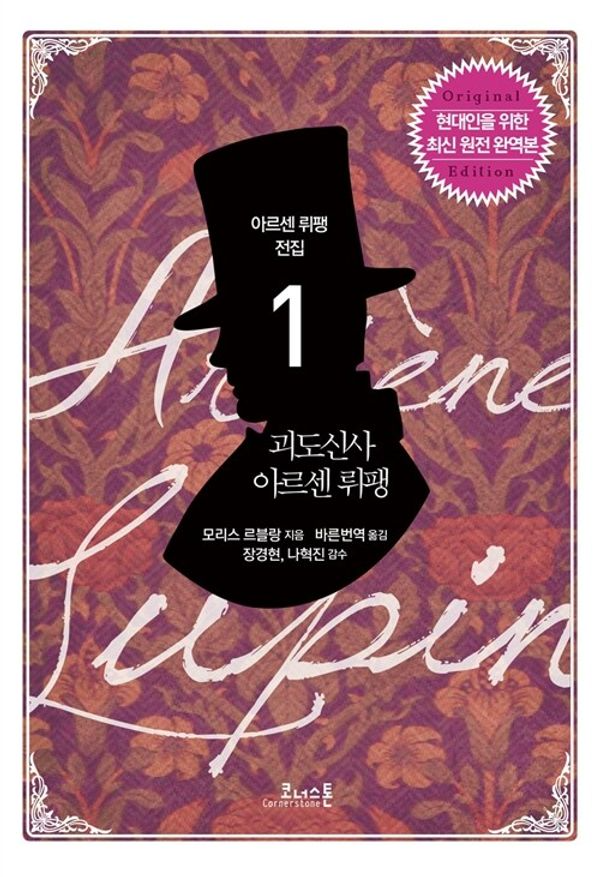 Original
현대인을 위한
최신 원전 완역본
Edition
아르센 뤼팽
전집
1
Arsène
괴도신사
아르센 뤼팽
모리스 르블랑 지음 바른번역 옮김
장경현, 나혁진 감수
Lupin
코너스톤
Cornerstone